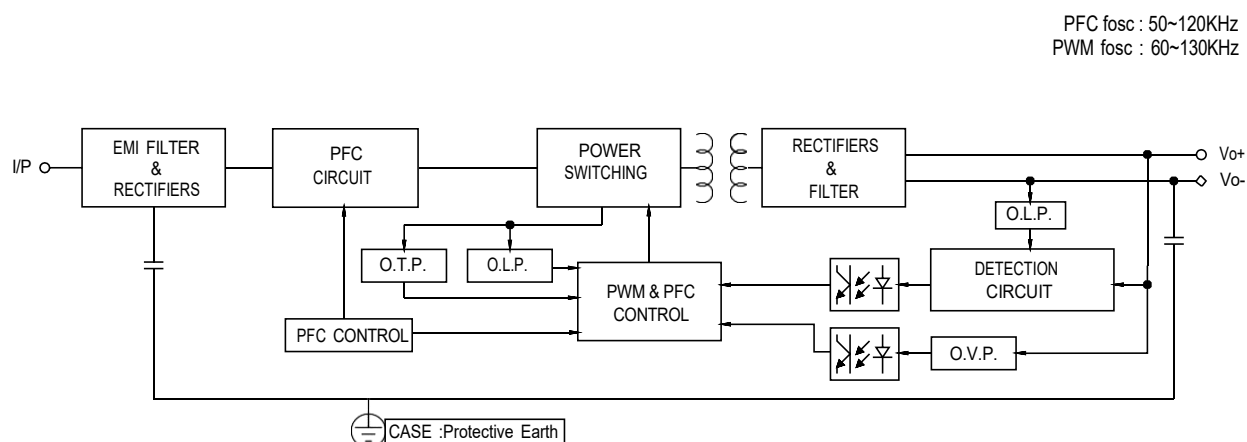 PFC fosc : 50~120KHz
PWM fosc : 60~130KHz
I/P
EMI FILTER
&
RECTIFIERS
PFC
CIRCUIT
POWER
SWITCHING
RECTIFIERS
&
FILTER
Vo+
Vo-
O.L.P.
O.T.P.
O.L.P.
PWM & PFC
CONTROL
DETECTION
CIRCUIT
PFC CONTROL
O.V.P.
CASE :Protective Earth